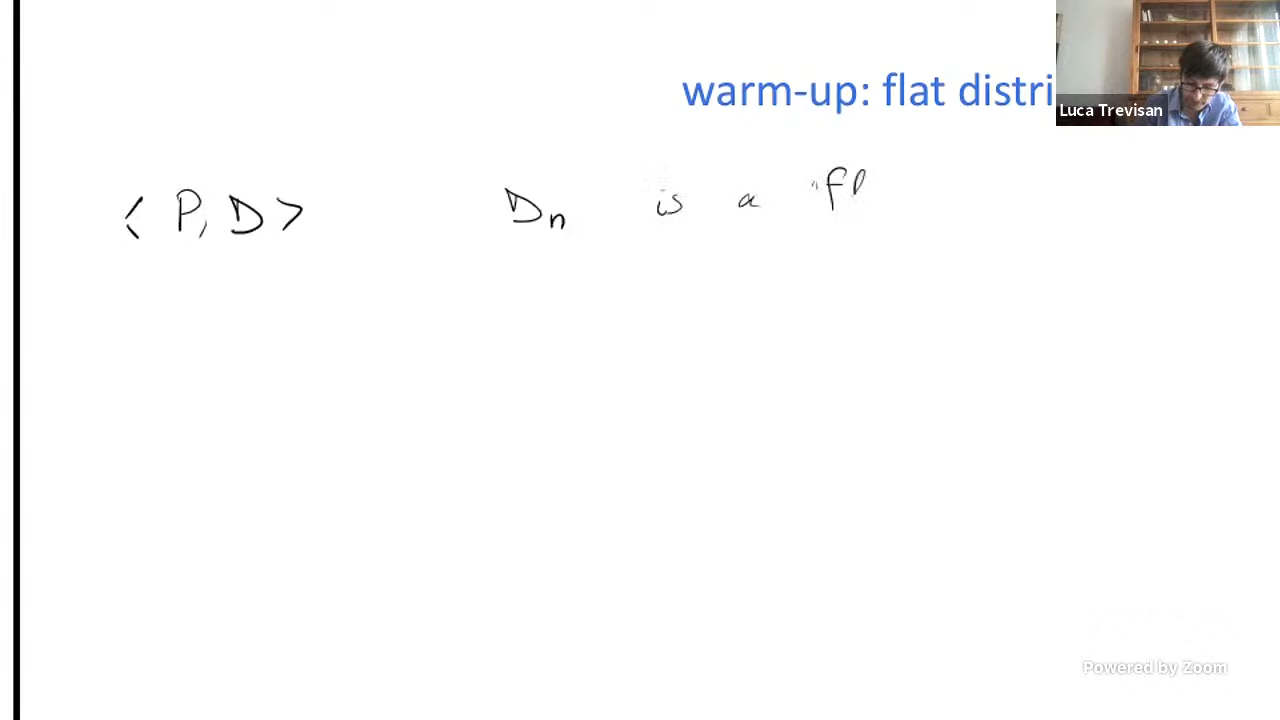 warm-up: flat distri
Luca Trevisan
< P, D > Dn is a "fl
Powered by Zoom